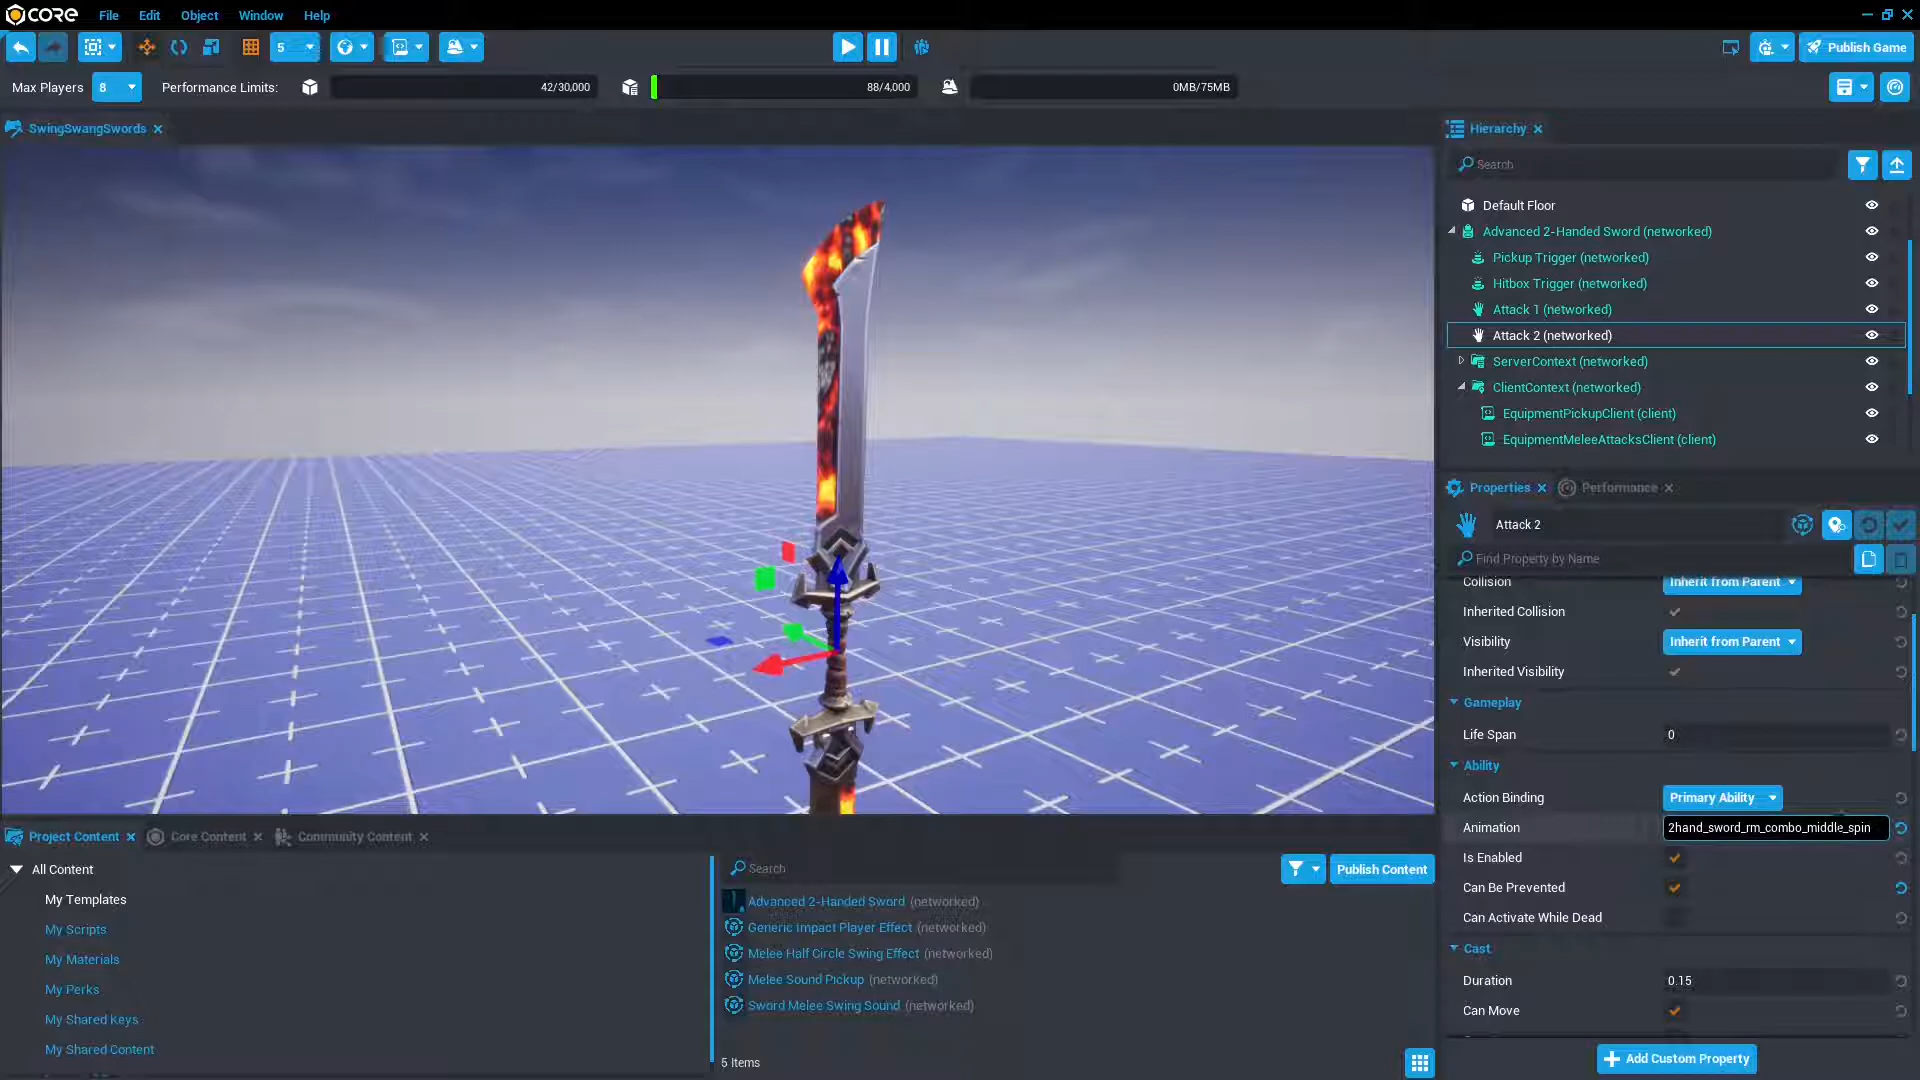 CORE File Edit Object Window Help
5 Publish Game
Max Players 8 Performance Limits: 42/30,000 88/4,000 0MB/75MB
SwingSwangSwords
Hierarchy
Search
Default Floor
Advanced 2-Handed Sword (networked)
Pickup Trigger (networked)
Hitbox Trigger (networked)
Attack 1 (networked)
Attack 2 (networked)
ServerContext (networked)
ClientContext (networked)
EquipmentPickupClient (client)
EquipmentMeleeAttacksClient (client)
Properties Performance
Attack 2
Find Property by Name
Collision Inherit from Parent
Inherited Collision
Visibility Inherit from Parent
Inherited Visibility
Gameplay
Life Span 0
Ability
Action Binding Primary Ability
Animation 2hand_sword_rm_combo_middle_spin
Is Enabled
Can Be Prevented
Can Activate While Dead
Cast
Duration 0.15
Can Move
Add Custom Property
Project Content Core Content Community Content
All Content
My Templates
My Scripts
My Materials
My Perks
My Shared Keys
My Shared Content
Search Publish Content
Advanced 2-Handed Sword (networked)
Generic Impact Player Effect (networked)
Melee Half Circle Swing Effect (networked)
Melee Sound Pickup (networked)
Sword Melee Swing Sound (networked)
5 Items